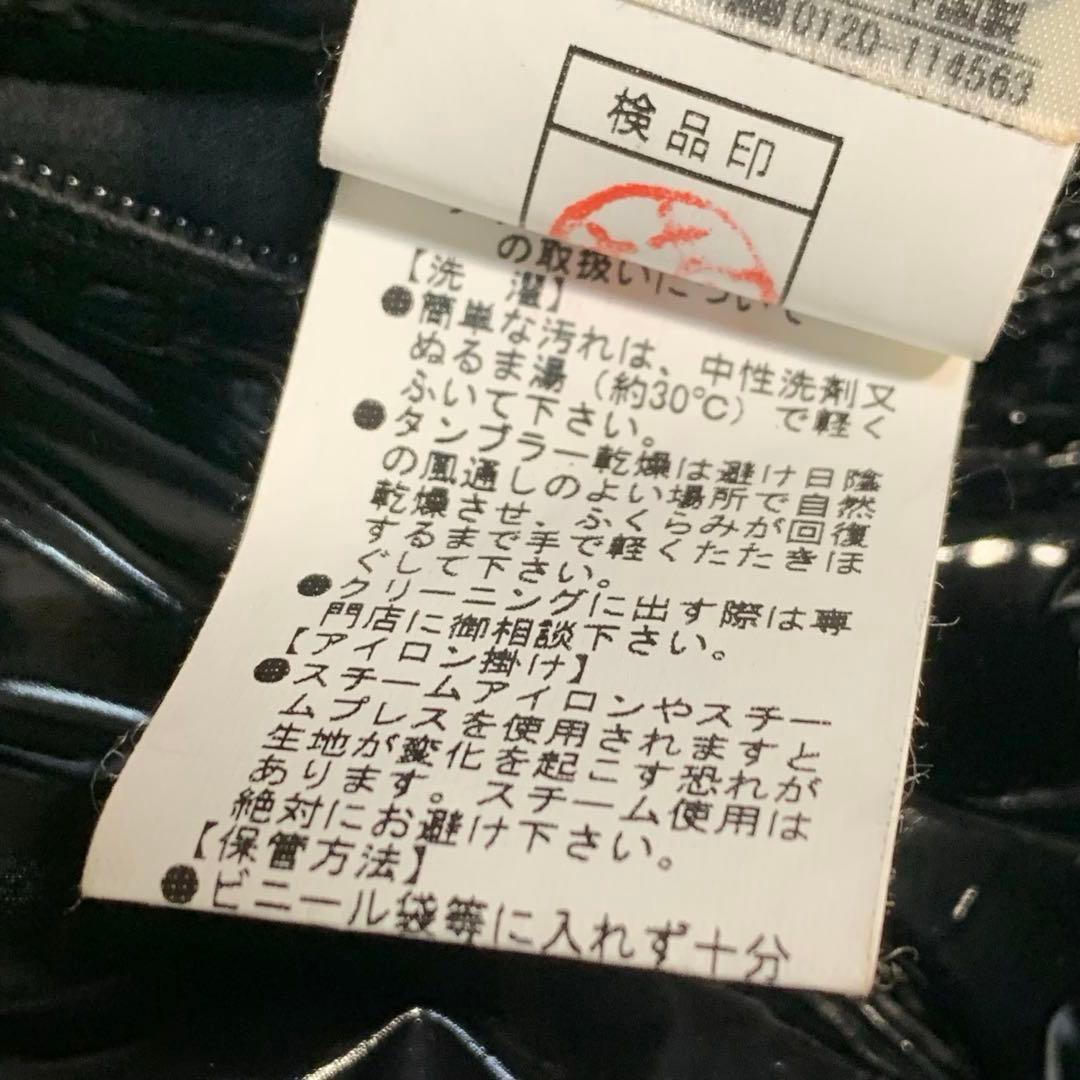 0120-114563
検品印
の取扱いについて
【洗 濯】
●簡単な汚れは、中性洗剤又
ぬるま湯（約30℃）で軽く
ふいて下さい。
●タンブラー乾燥は避け日陰
の風通しのよい場所で自然
乾燥させ、ふくらみが回復
するまで手で軽くたたきほ
ぐして下さい。
●クリーニングに出す際は専
門店に御相談下さい。
【アイロン掛け】
●スチームアイロンやスチー
ムプレスを使用されますと
生地が変化を起こす恐れが
あります。スチーム使用は
絶対にお避け下さい。
【保管方法】
●ビニール袋等に入れず十分